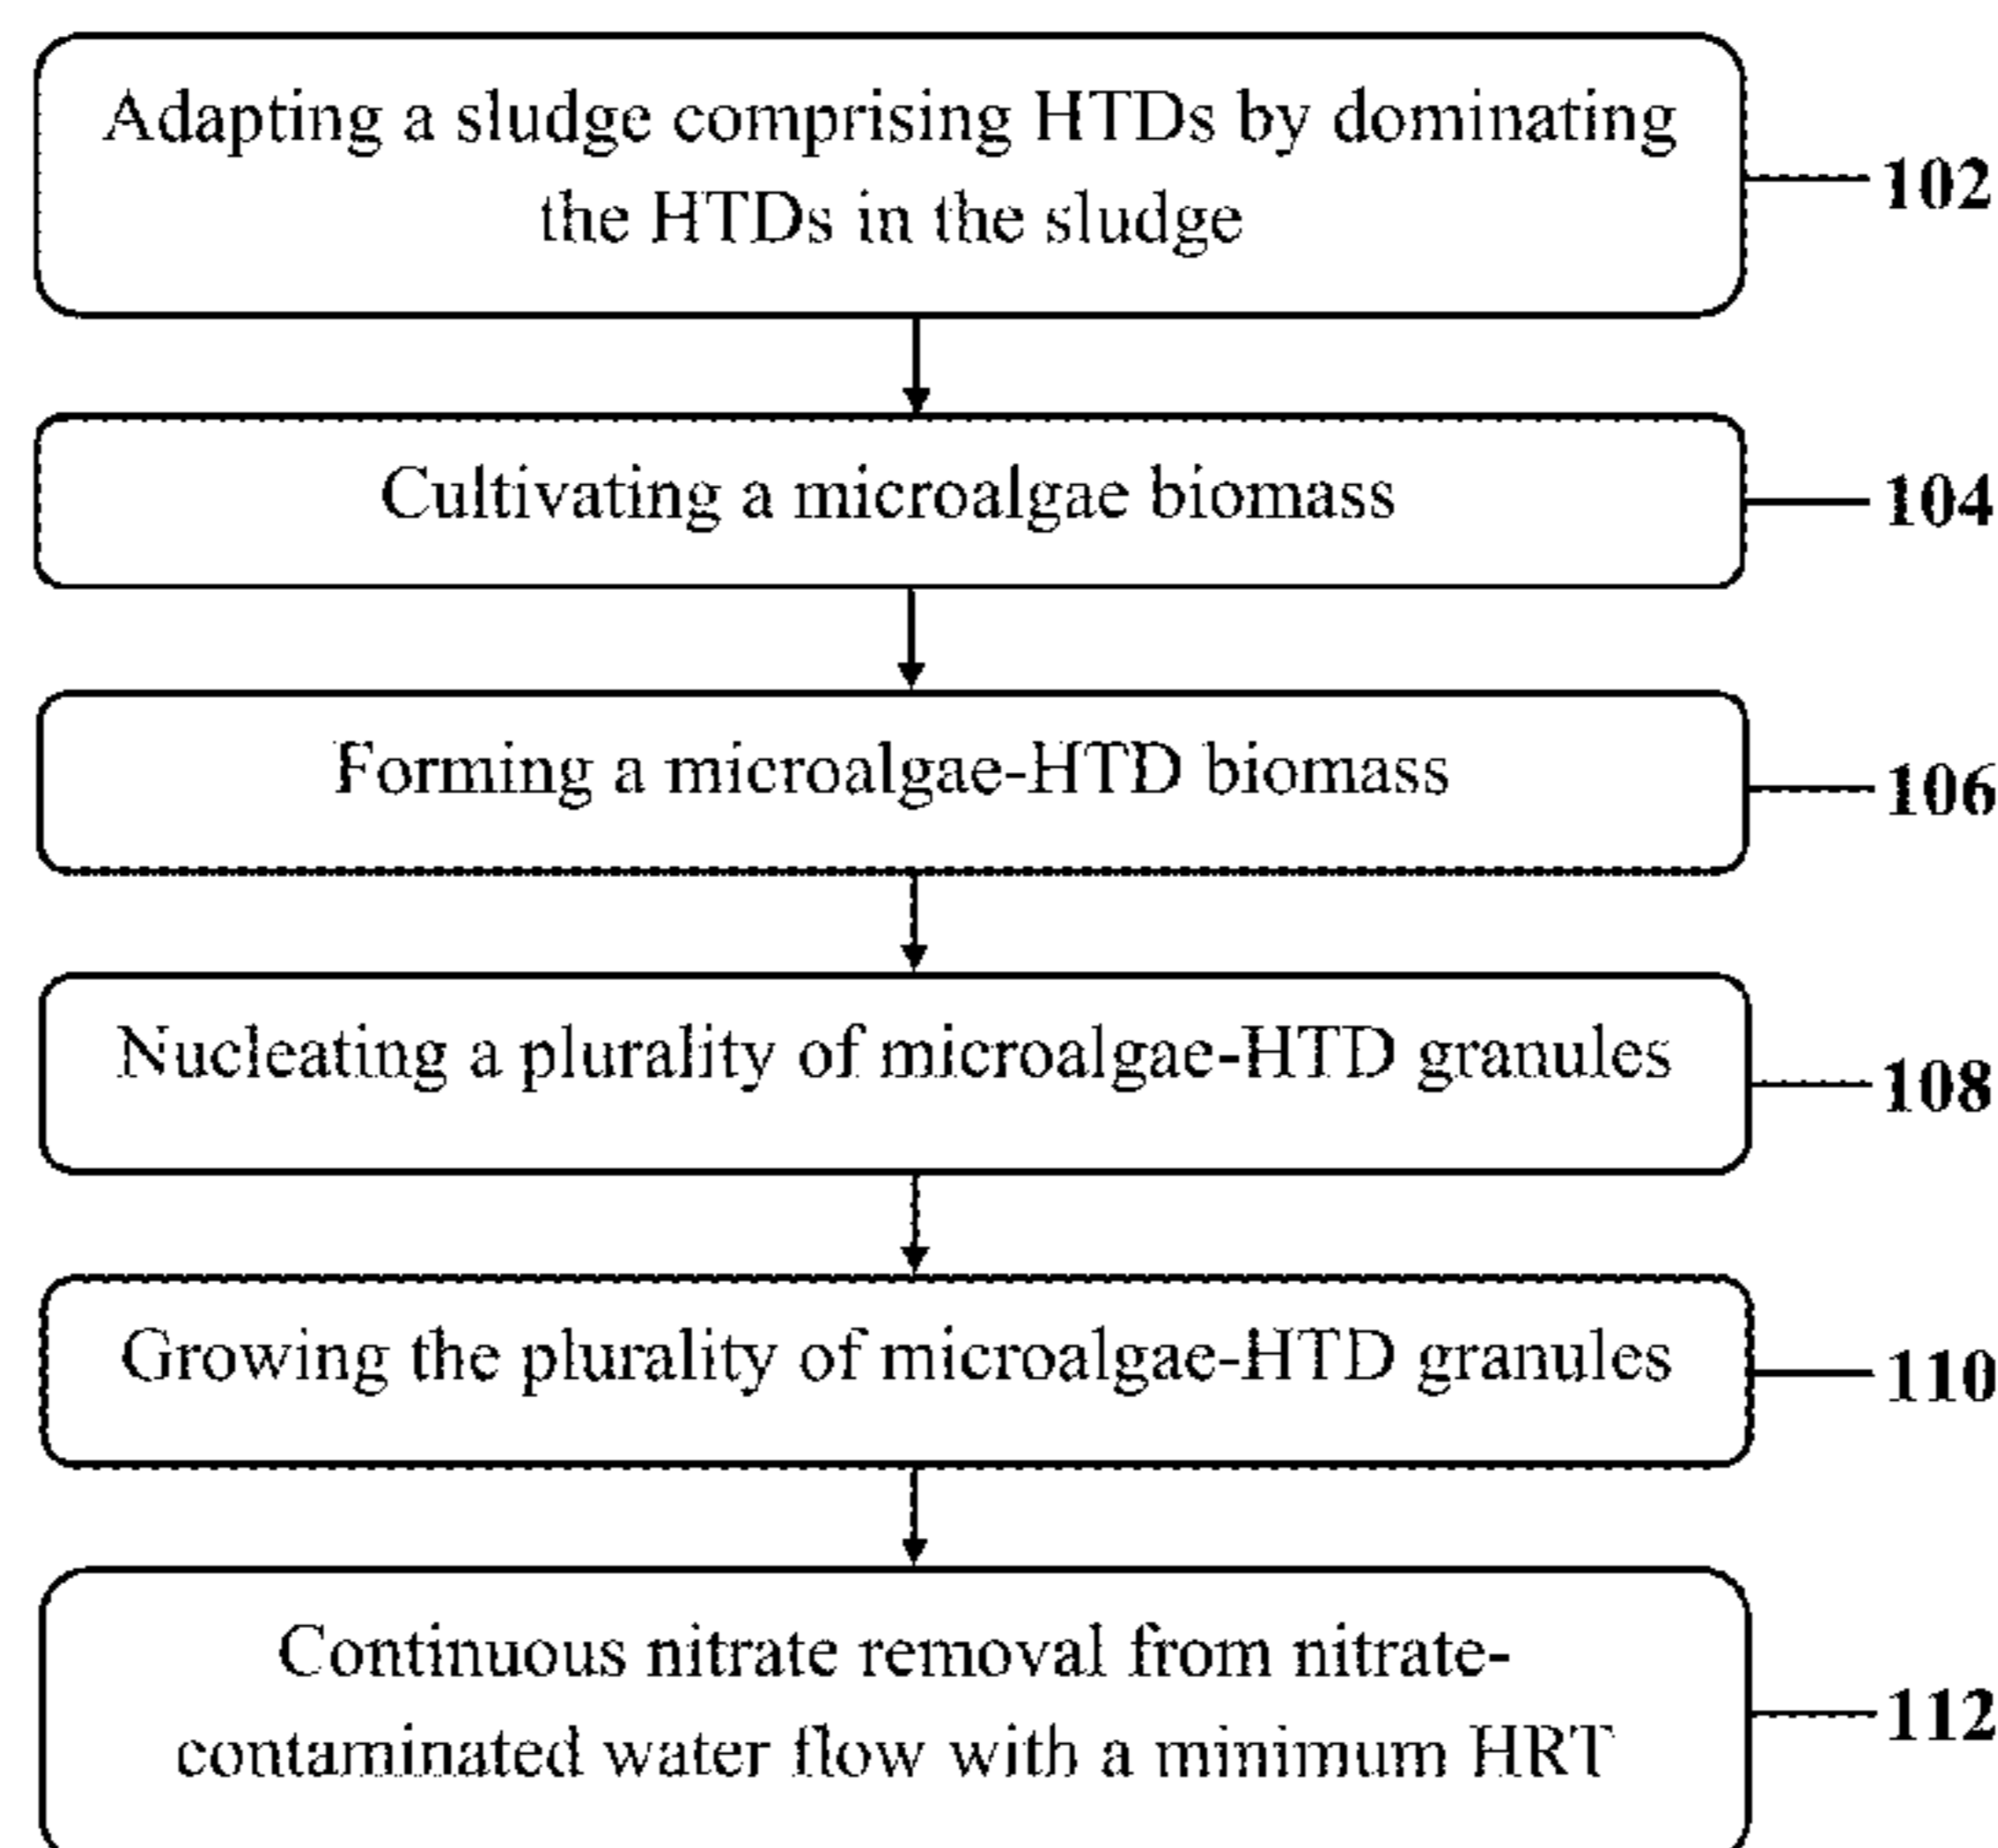 Adapting a sludge comprising HTDs by dominating
the HTDs in the sludge
102
Cultivating a microalgae biomass
104
Forming a microalgae-HTD biomass
106
Nucleating a plurality of microalgae-HTD granules
108
Growing the plurality of microalgae-HTD granules
110
Continuous nitrate removal from nitrate-
contaminated water flow with a minimum HRT
112